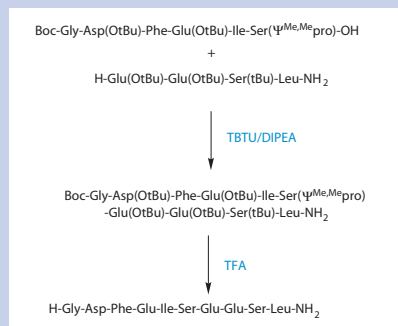 Boc-Gly-Asp(OtBu)-Phe-Glu(OtBu)-Ile-Ser(Ψ^Me,Me pro)-OH
+
H-Glu(OtBu)-Glu(OtBu)-Ser(tBu)-Leu-NH₂
TBTU/DIPEA
Boc-Gly-Asp(OtBu)-Phe-Glu(OtBu)-Ile-Ser(Ψ^Me,Me pro)
-Glu(OtBu)-Glu(OtBu)-Ser(tBu)-Leu-NH₂
TFA
H-Gly-Asp-Phe-Glu-Ile-Ser-Glu-Glu-Ser-Leu-NH₂